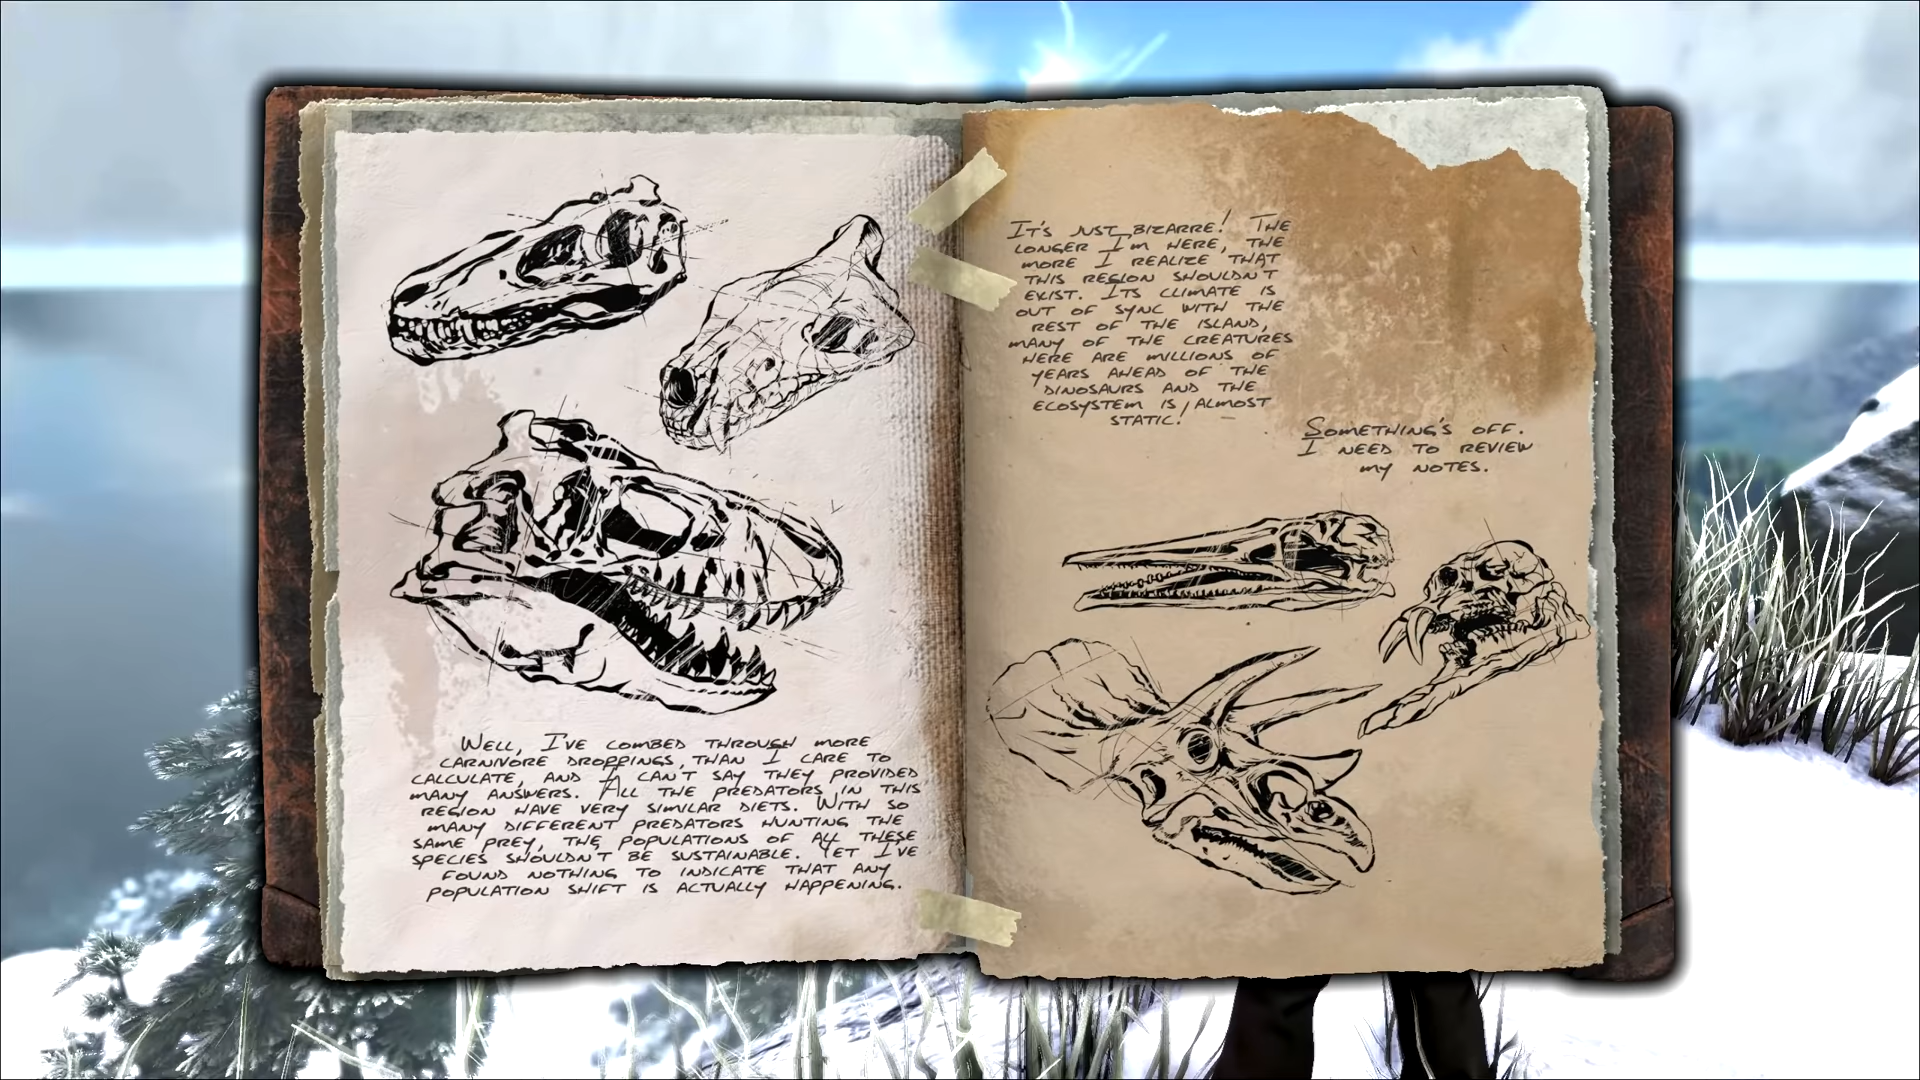 Well, I've combed through more
carnivore droppings, than I care to
calculate, and I can't say they provided
many answers. All the predators in this
region have very similar diets. With so
many different predators hunting the
same prey, the populations of all these
species shouldn't be sustainable. Yet I've
found nothing to indicate that any
population shift is actually happening.
It's just bizarre! The
longer I'm here, the
more I realize that
this region shouldn't
exist. Its climate is
out of sync with the
rest of the island,
many of the creatures
here are millions of
years ahead of the
dinosaurs and the
ecosystem is almost
static.
Something's off.
I need to review
my notes.